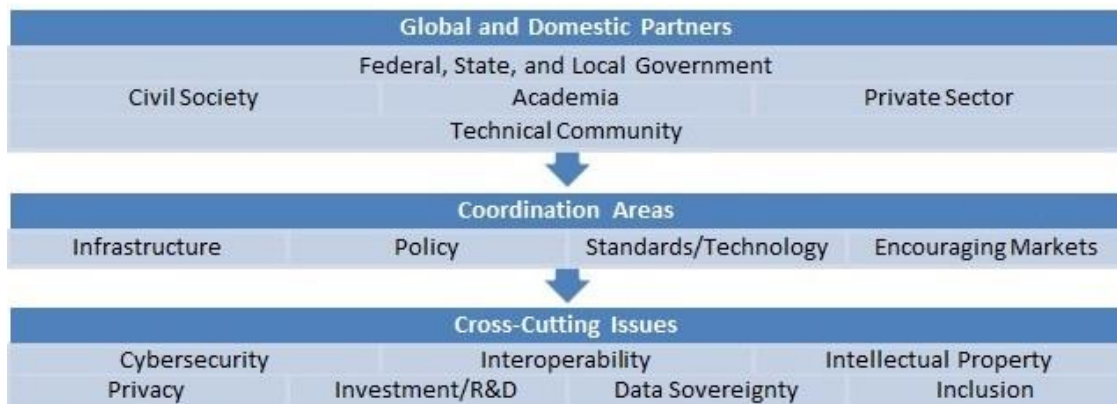 Global and Domestic Partners
Federal, State, and Local Government
Civil Society Academia Private Sector
Technical Community
Coordination Areas
Infrastructure Policy Standards/Technology Encouraging Markets
Cross-Cutting Issues
Cybersecurity Interoperability Intellectual Property
Privacy Investment/R&D Data Sovereignty Inclusion